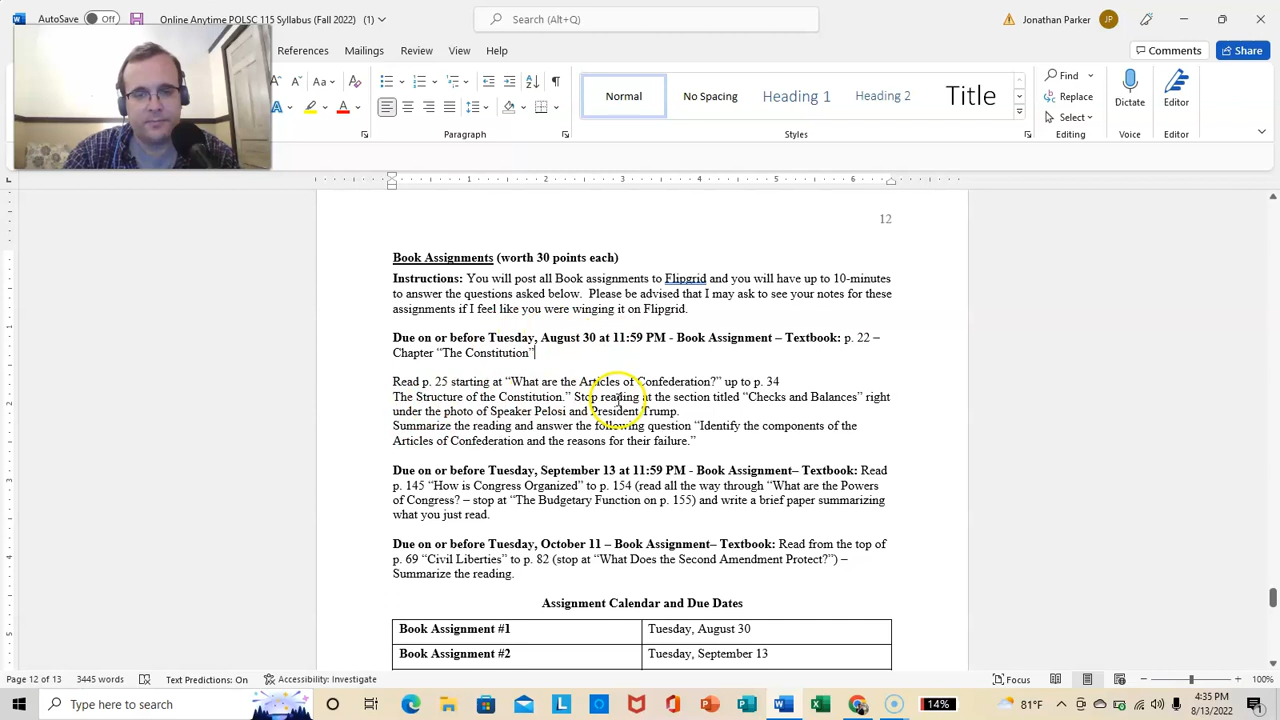 AutoSave Off Online Anytime POLSC 115 Syllabus (Fall 2022) (1) Search (Alt+Q) Jonathan Parker JP
References Mailings Review View Help Comments Share
Aa Normal No Spacing Heading 1 Heading 2 Title Find Replace Select Dictate Editor
Paragraph Styles Editing Voice Editor
1 2 3 4 5 6
12
Book Assignments (worth 30 points each)
Instructions: You will post all Book assignments to Flipgrid and you will have up to 10-minutes
to answer the questions asked below. Please be advised that I may ask to see your notes for these
assignments if I feel like you were winging it on Flipgrid.
Due on or before Tuesday, August 30 at 11:59 PM - Book Assignment – Textbook: p. 22 –
Chapter “The Constitution”
Read p. 25 starting at “What are the Articles of Confederation?” up to p. 34
The Structure of the Constitution.” Stop reading at the section titled “Checks and Balances” right
under the photo of Speaker Pelosi and President Trump.
Summarize the reading and answer the following question “Identify the components of the
Articles of Confederation and the reasons for their failure.”
Due on or before Tuesday, September 13 at 11:59 PM - Book Assignment– Textbook: Read
p. 145 “How is Congress Organized” to p. 154 (read all the way through “What are the Powers
of Congress? – stop at “The Budgetary Function on p. 155) and write a brief paper summarizing
what you just read.
Due on or before Tuesday, October 11 – Book Assignment– Textbook: Read from the top of
p. 69 “Civil Liberties” to p. 82 (stop at “What Does the Second Amendment Protect?”) –
Summarize the reading.
Assignment Calendar and Due Dates
Book Assignment #1 Tuesday, August 30
Book Assignment #2 Tuesday, September 13
Page 12 of 13 3445 words Text Predictions: On Accessibility: Investigate Focus 100%
Type here to search 14% 81°F 4:35 PM
8/13/2022